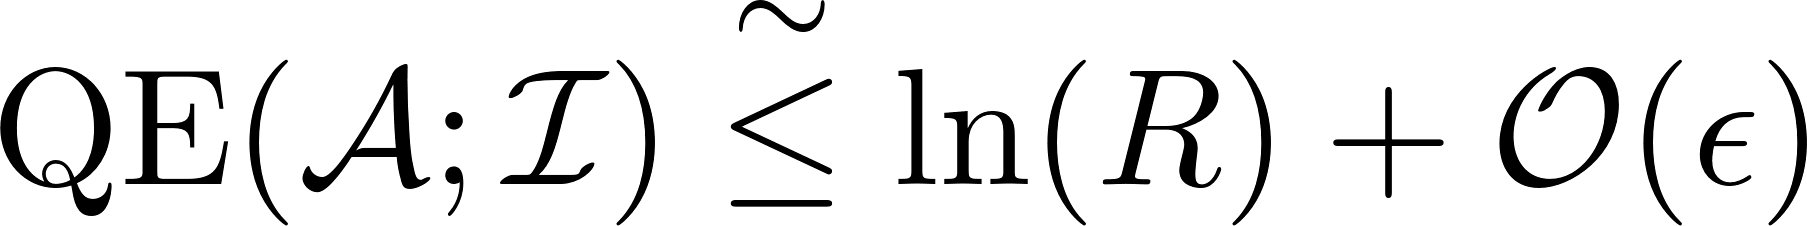 QE(𝒜; ℐ) ≤̃ ln(R) + 𝒪(ϵ)